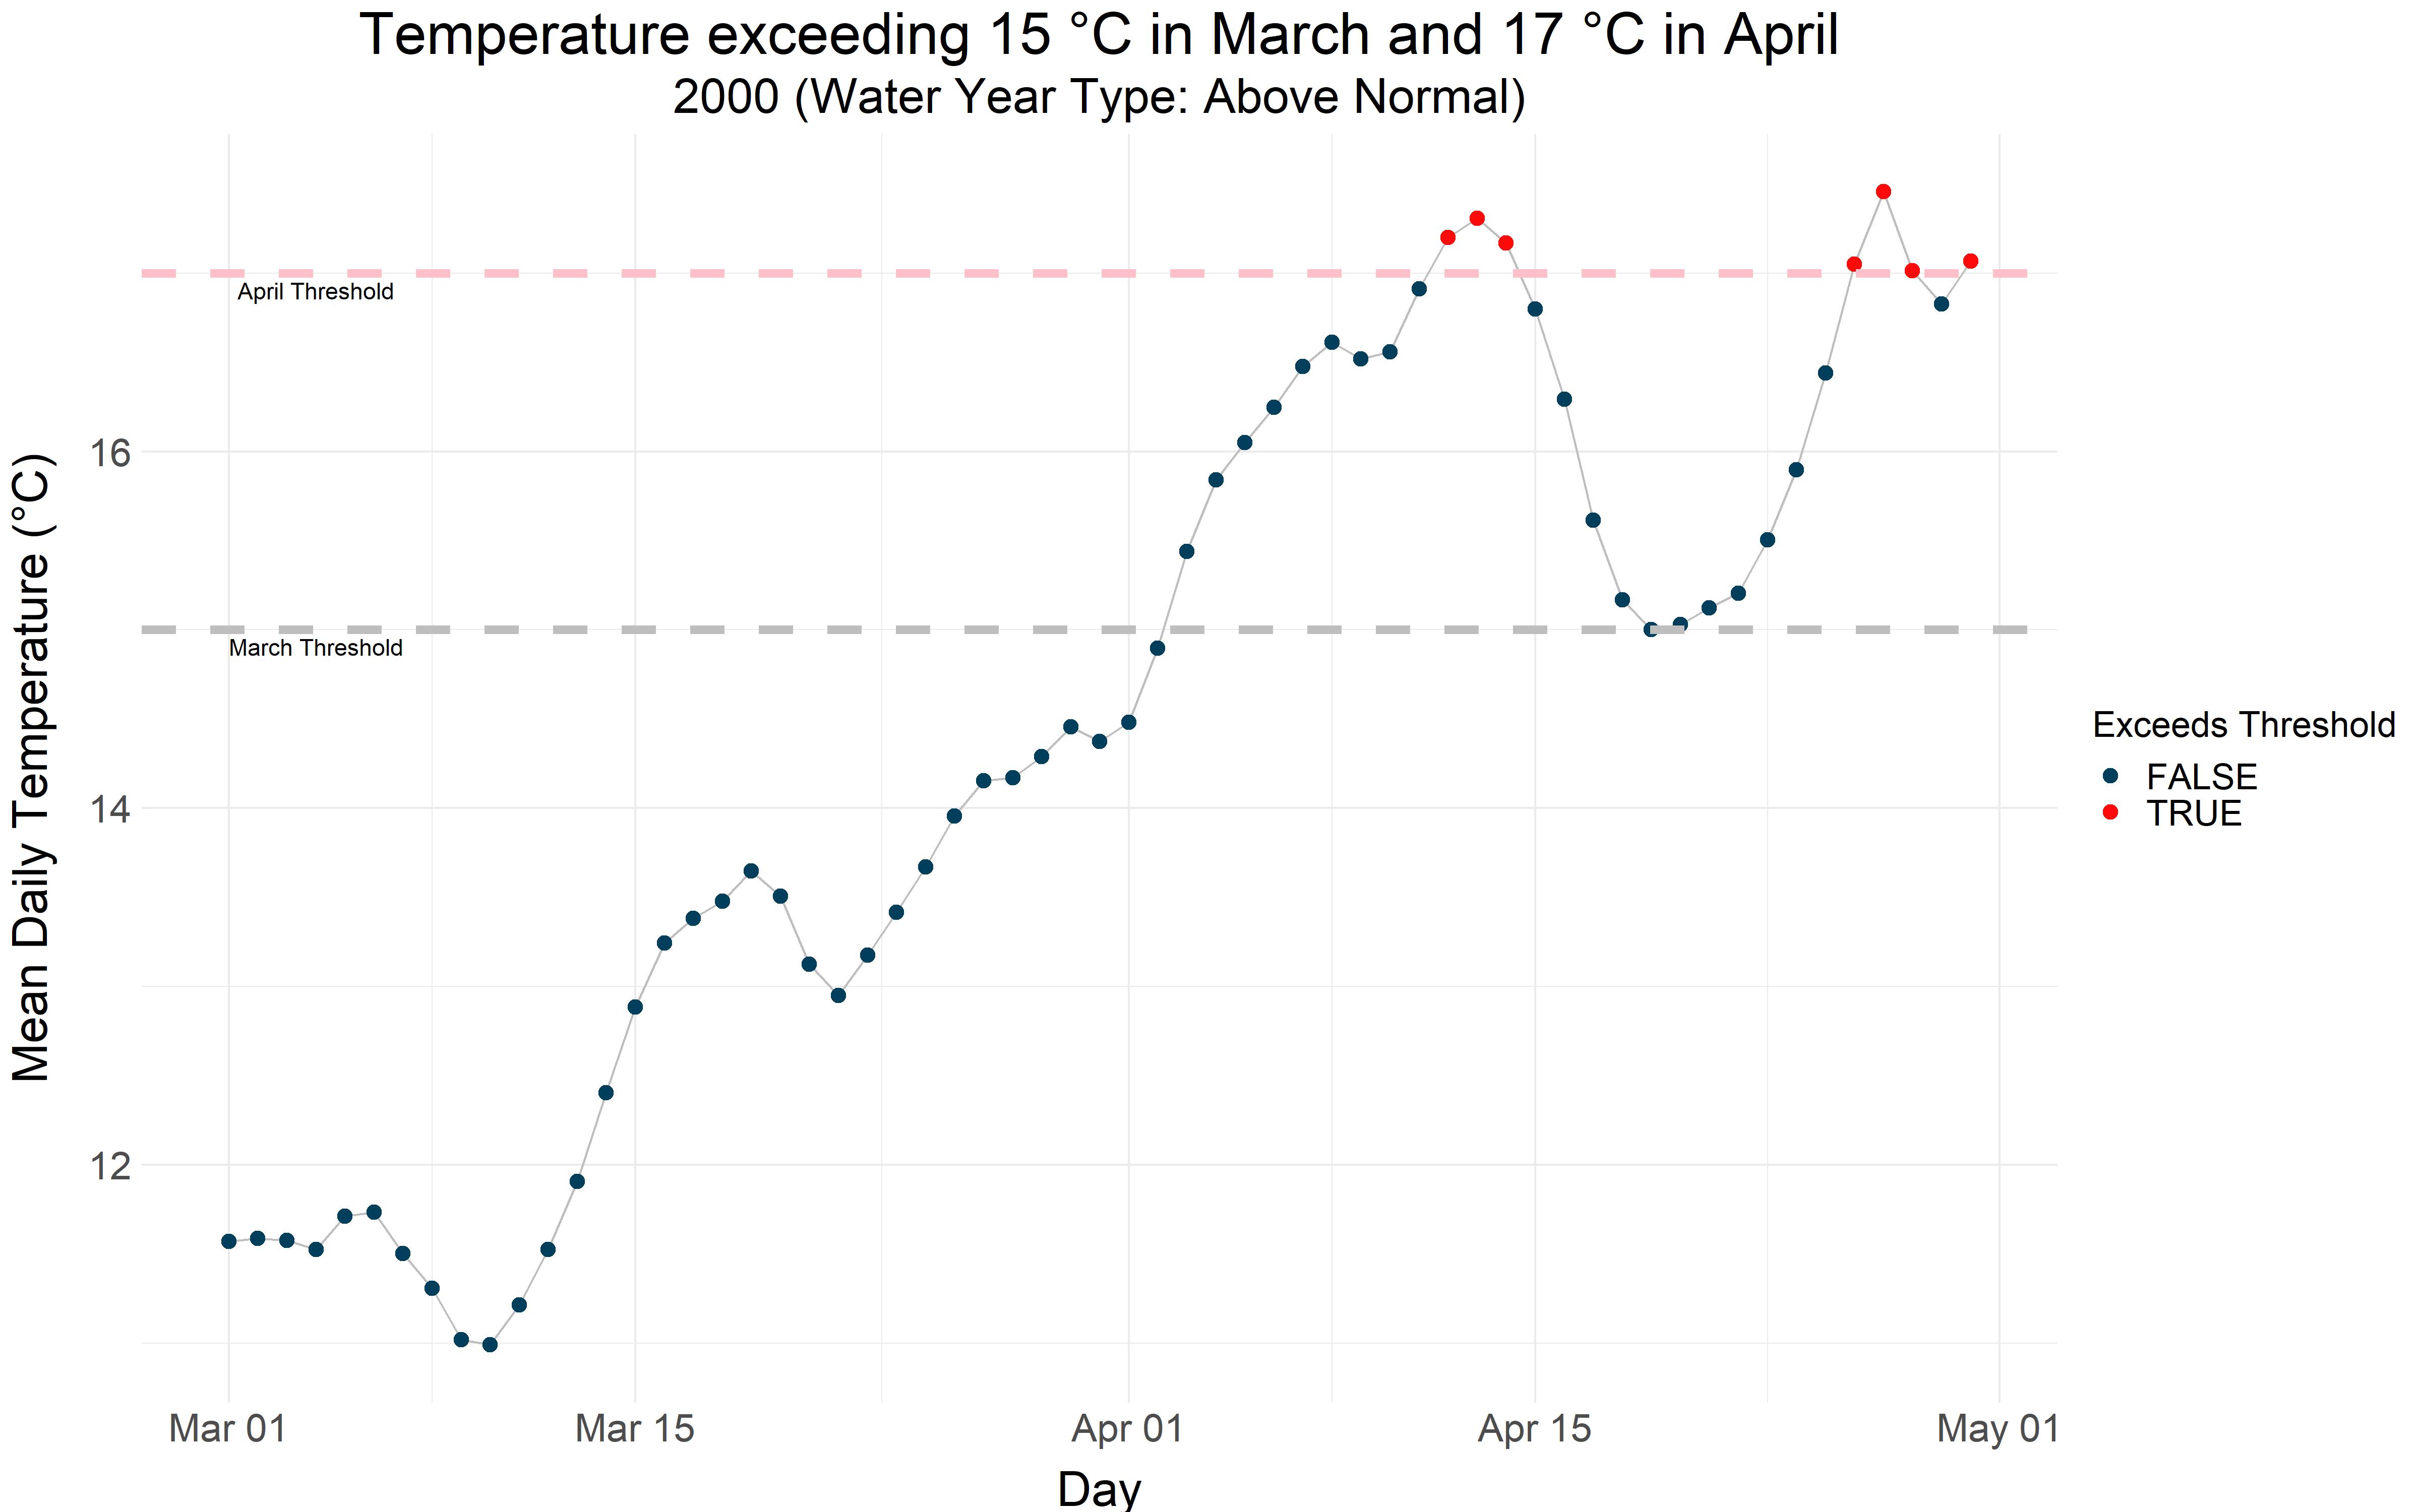 Temperature exceeding 15 °C in March and 17 °C in April
2000 (Water Year Type: Above Normal)
Mean Daily Temperature (°C)
16
14
12
April Threshold
March Threshold
Exceeds Threshold
FALSE
TRUE
Mar 01
Mar 15
Apr 01
Apr 15
May 01
Day